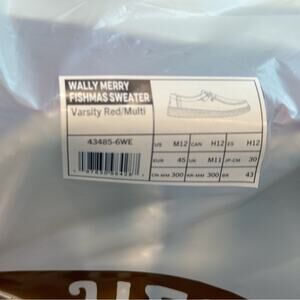 WALLY MERRY
FISHMAS SWEATER
Varsity Red/Multi
43485-6WE
US M12 CAN H12 ES H12
EUR 45 UK M11 JP-CM 30
CN-MM 300 KR-MM 300 BR 43